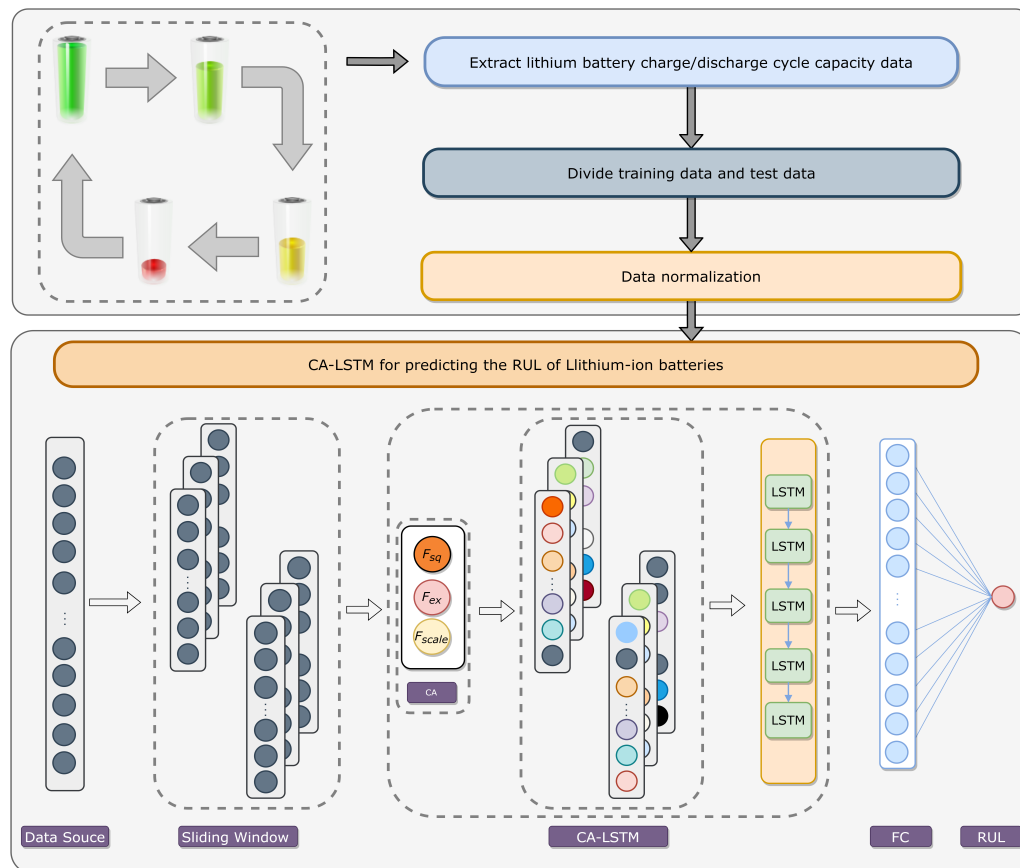 Extract lithium battery charge/discharge cycle capacity data
Divide training data and test data
Data normalization
CA-LSTM for predicting the RUL of Llithium-ion batteries
F_sq
F_ex
F_scale
CA
LSTM
LSTM
LSTM
LSTM
LSTM
Data Souce
Sliding Window
CA-LSTM
FC
RUL